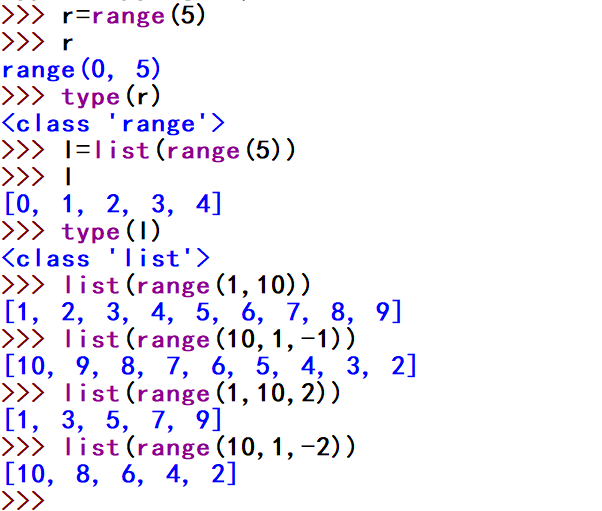 >>> r=range(5)
>>> r
range(0, 5)
>>> type(r)
<class 'range'>
>>> l=list(range(5))
>>> l
[0, 1, 2, 3, 4]
>>> type(l)
<class 'list'>
>>> list(range(1,10))
[1, 2, 3, 4, 5, 6, 7, 8, 9]
>>> list(range(10,1,-1))
[10, 9, 8, 7, 6, 5, 4, 3, 2]
>>> list(range(1,10,2))
[1, 3, 5, 7, 9]
>>> list(range(10,1,-2))
[10, 8, 6, 4, 2]
>>>